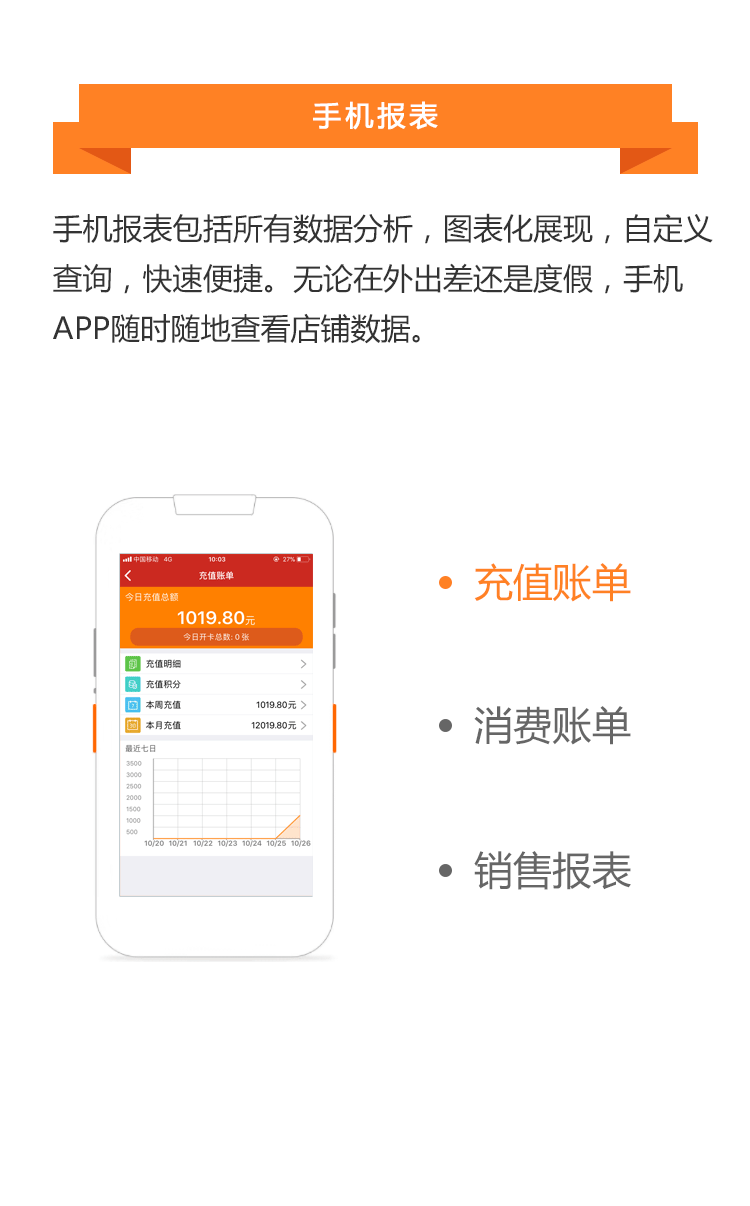 手机报表
手机报表包括所有数据分析，图表化展现，自定义
查询，快速便捷。无论在外出差还是度假，手机
APP随时随地查看店铺数据。
中国移动 4G 10:03 27%
充值账单
今日充值总额
1019.80元
今日开卡总数: 0 张
充值明细
充值积分
本周充值 1019.80元
本月充值 12019.80元
最近七日
3500
3000
2500
2000
1500
1000
500
10/20 10/21 10/22 10/23 10/24 10/25 10/26
充值账单
消费账单
销售报表